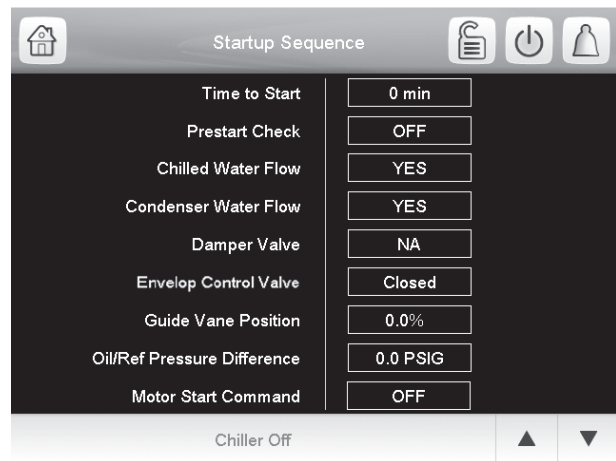 Startup Sequence
Time to Start 0 min
Prestart Check OFF
Chilled Water Flow YES
Condenser Water Flow YES
Damper Valve NA
Envelop Control Valve Closed
Guide Vane Position 0.0%
Oil/Ref Pressure Difference 0.0 PSIG
Motor Start Command OFF
Chiller Off